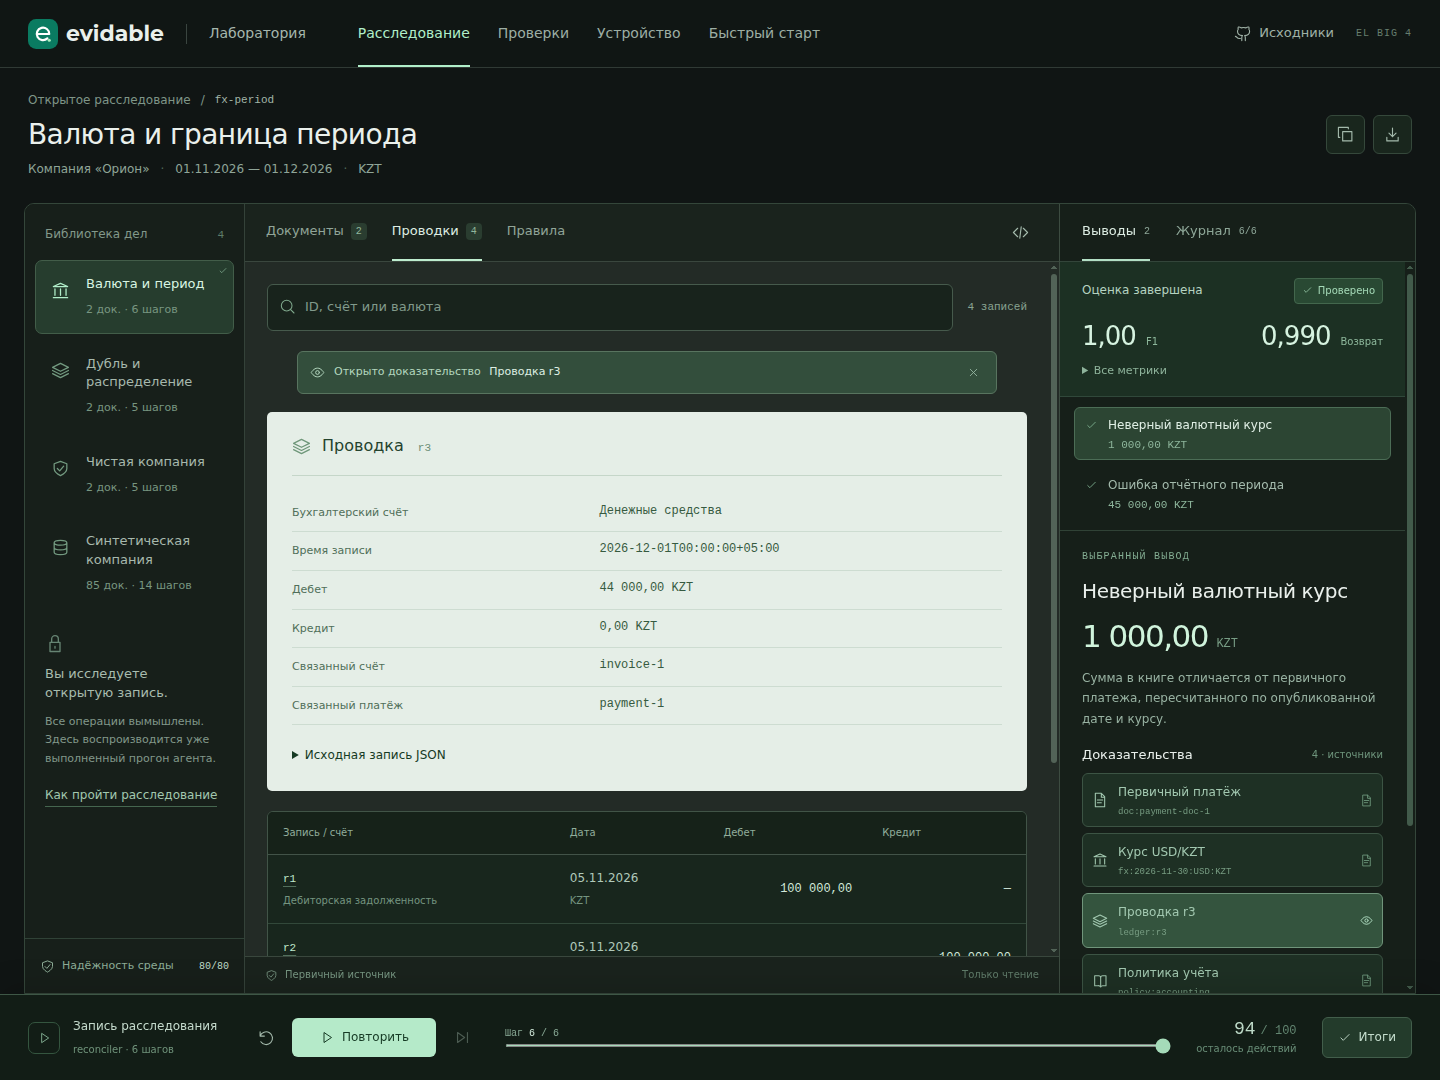 evidable
Лаборатория
Расследование
Проверки
Устройство
Быстрый старт
Исходники
EL BIG 4
Открытое расследование / fx-period
Валюта и граница периода
Компания «Орион» · 01.11.2026 — 01.12.2026 · KZT
Библиотека дел 4
Валюта и период
2 док. · 6 шагов
Дубль и
распределение
2 док. · 5 шагов
Чистая компания
2 док. · 5 шагов
Синтетическая
компания
85 док. · 14 шагов
Вы исследуете
открытую запись.
Все операции вымышлены.
Здесь воспроизводится уже
выполненный прогон агента.
Как пройти расследование
Надёжность среды 80/80
Документы 2
Проводки 4
Правила
ID, счёт или валюта
4 записей
Открыто доказательство Проводка r3
Проводка r3
Бухгалтерский счёт Денежные средства
Время записи 2026-12-01T00:00:00+05:00
Дебет 44 000,00 KZT
Кредит 0,00 KZT
Связанный счёт invoice-1
Связанный платёж payment-1
Исходная запись JSON
Запись / счёт Дата Дебет Кредит
r1 05.11.2026 100 000,00 —
Дебиторская задолженность KZT
r2 05.11.2026 100 000,00
Первичный источник
Только чтение
Выводы 2
Журнал 6/6
Оценка завершена
Проверено
1,00 F1
0,990 Возврат
Все метрики
Неверный валютный курс
1 000,00 KZT
Ошибка отчётного периода
45 000,00 KZT
ВЫБРАННЫЙ ВЫВОД
Неверный валютный курс
1 000,00 KZT
Сумма в книге отличается от первичного
платежа, пересчитанного по опубликованной
дате и курсу.
Доказательства 4 · источники
Первичный платёж
doc:payment-doc-1
Курс USD/KZT
fx:2026-11-30:USD:KZT
Проводка r3
ledger:r3
Политика учёта
policy:accounting
Запись расследования
reconciler · 6 шагов
Повторить
Шаг 6 / 6
94 / 100
осталось действий
Итоги